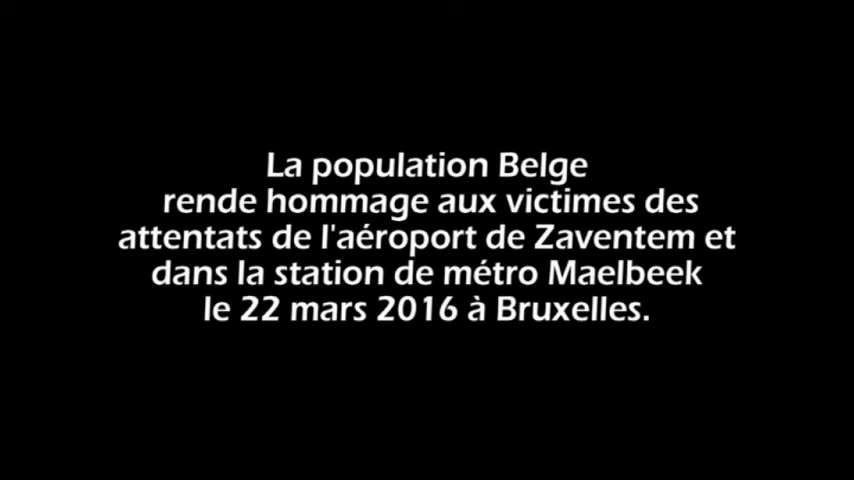 La population Belge
rende hommage aux victimes des
attentats de l'aéroport de Zaventem et
dans la station de métro Maelbeek
le 22 mars 2016 à Bruxelles.